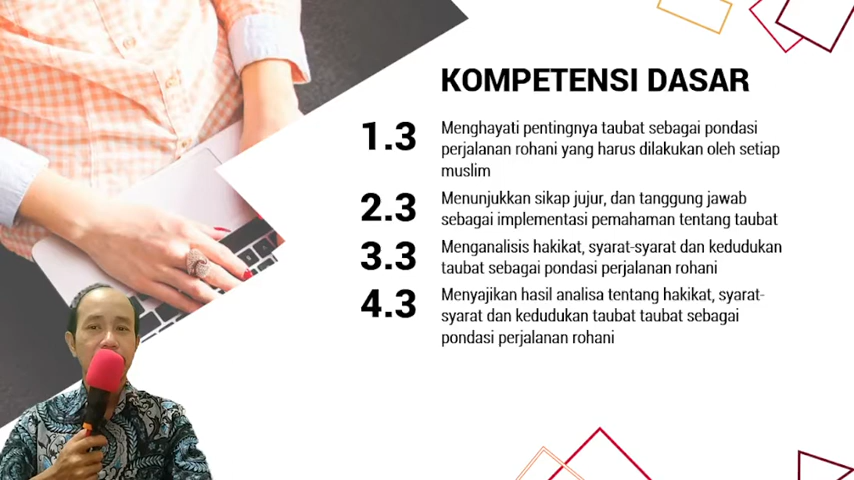 KOMPETENSI DASAR
1.3 Menghayati pentingnya taubat sebagai pondasi
perjalanan rohani yang harus dilakukan oleh setiap
muslim
2.3 Menunjukkan sikap jujur, dan tanggung jawab
sebagai implementasi pemahaman tentang taubat
3.3 Menganalisis hakikat, syarat-syarat dan kedudukan
taubat sebagai pondasi perjalanan rohani
4.3 Menyajikan hasil analisa tentang hakikat, syarat-
syarat dan kedudukan taubat taubat sebagai
pondasi perjalanan rohani